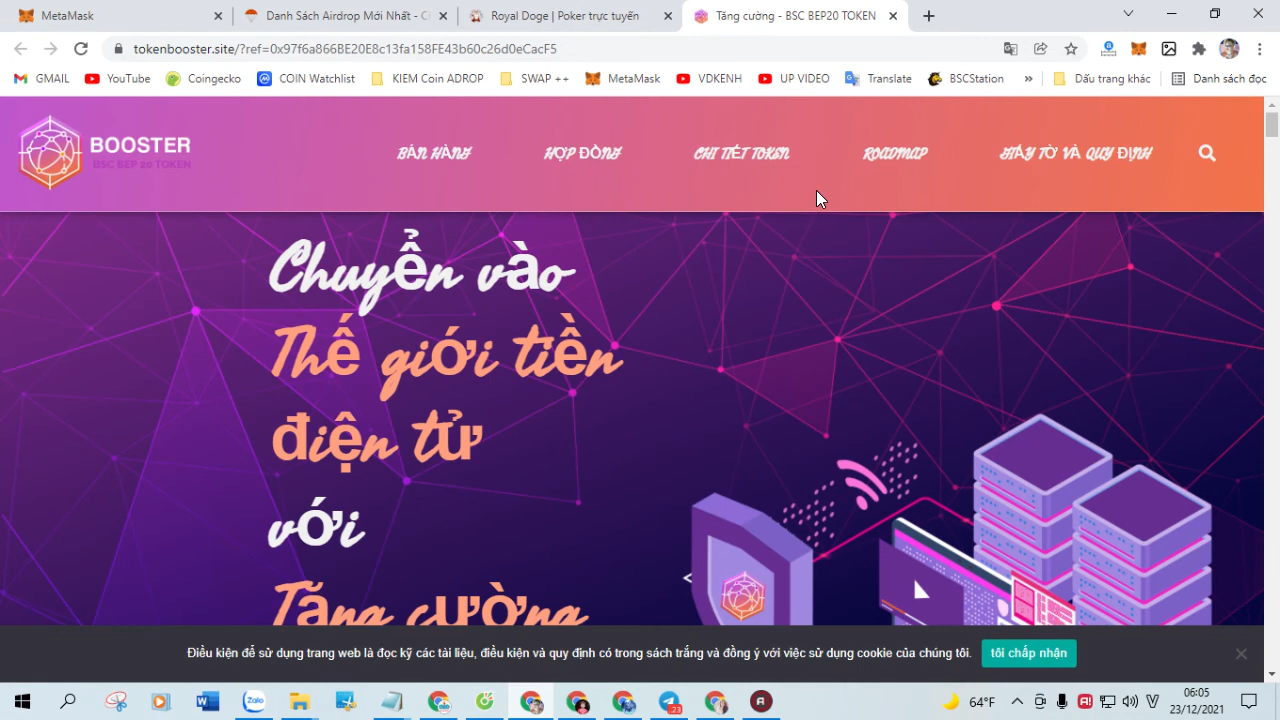 MetaMask
Danh Sách Airdrop Mới Nhất - C
Royal Doge | Poker trực tuyến
Tăng cường - BSC BEP20 TOKEN
tokenbooster.site/?ref=0x97f6a866BE20E8c13fa158FE43b60c26d0eCacF5
GMAIL
YouTube
Coingecko
COIN Watchlist
KIEM Coin ADROP
SWAP ++
MetaMask
VDKENH
UP VIDEO
Translate
BSCStation
»
Dấu trang khác
Danh sách đọc
BOOSTER
BSC BEP 20 TOKEN
BÁN HÀNG
HỢP ĐỒNG
CHI TIẾT TOKEN
ROADMAP
GIẤY TỜ VÀ QUY ĐỊNH
Chuyển vào
Thế giới tiền
điện tử
với
Tăng cường
Điều kiện để sử dụng trang web là đọc kỹ các tài liệu, điều kiện và quy định có trong sách trắng và đồng ý với việc sử dụng cookie của chúng tôi.
tôi chấp nhận
Zalo
23
64°F
06:05
23/12/2021